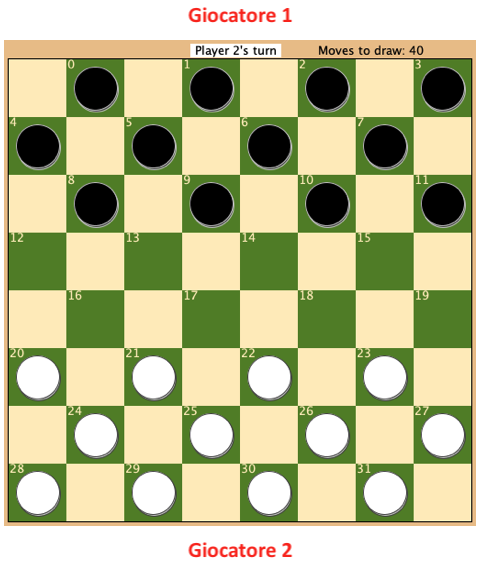 Giocatore 1
Player 2's turn Moves to draw: 40
0 1 2 3
4 5 6 7
8 9 10 11
12 13 14 15
16 17 18 19
20 21 22 23
24 25 26 27
28 29 30 31
Giocatore 2